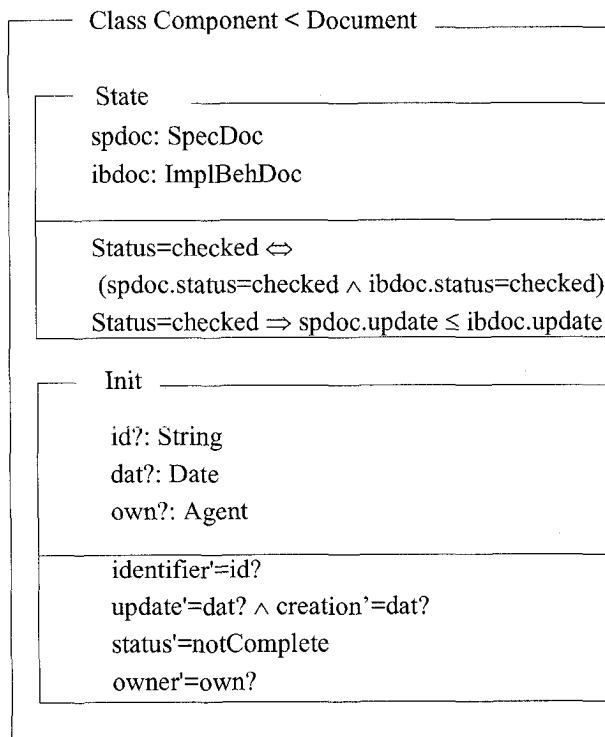 Class Component < Document
State
spdoc: SpecDoc
ibdoc: ImplBehDoc
Status=checked ⇔
(spdoc.status=checked ∧ ibdoc.status=checked)
Status=checked ⇒ spdoc.update ≤ ibdoc.update
Init
id?: String
dat?: Date
own?: Agent
identifier'=id?
update'=dat? ∧ creation’=dat?
status'=notComplete
owner'=own?